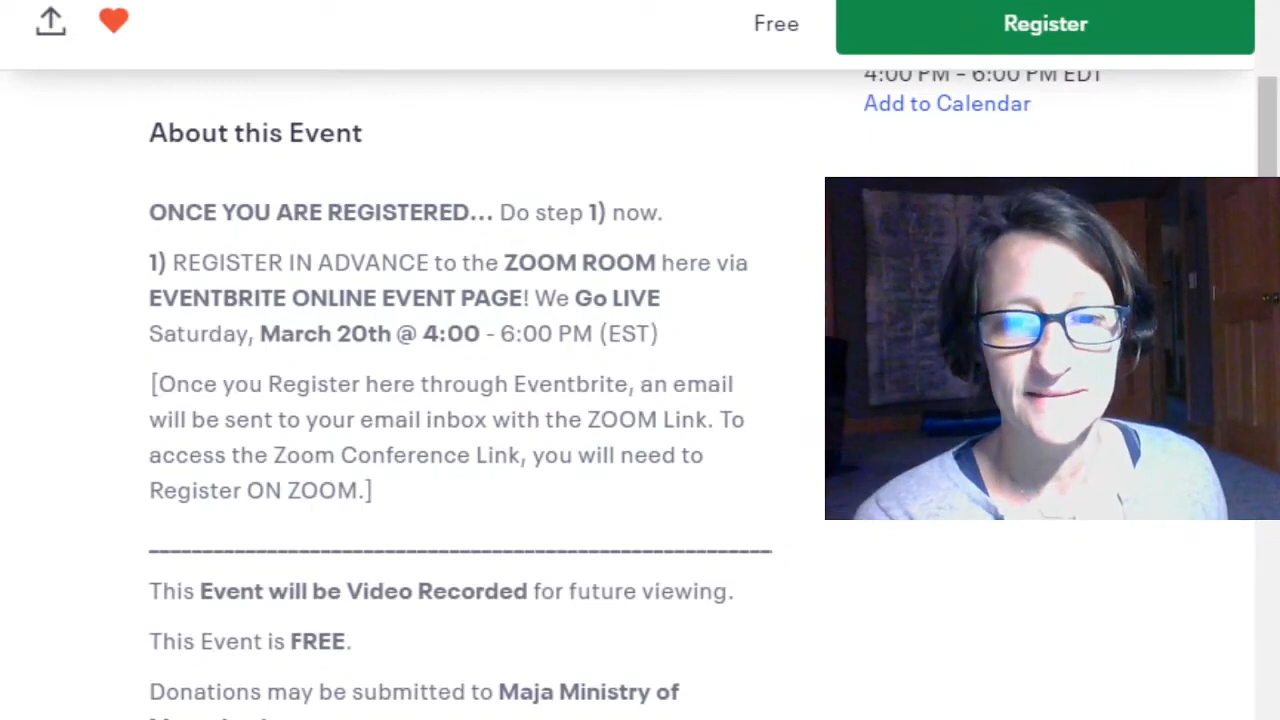 Free
Register
4:00 PM – 6:00 PM EDT
Add to Calendar
About this Event
ONCE YOU ARE REGISTERED... Do step 1) now.
1) REGISTER IN ADVANCE to the ZOOM ROOM here via
EVENTBRITE ONLINE EVENT PAGE! We Go LIVE
Saturday, March 20th @ 4:00 - 6:00 PM (EST)
[Once you Register here through Eventbrite, an email
will be sent to your email inbox with the ZOOM Link. To
access the Zoom Conference Link, you will need to
Register ON ZOOM.]
This Event will be Video Recorded for future viewing.
This Event is FREE.
Donations may be submitted to Maja Ministry of